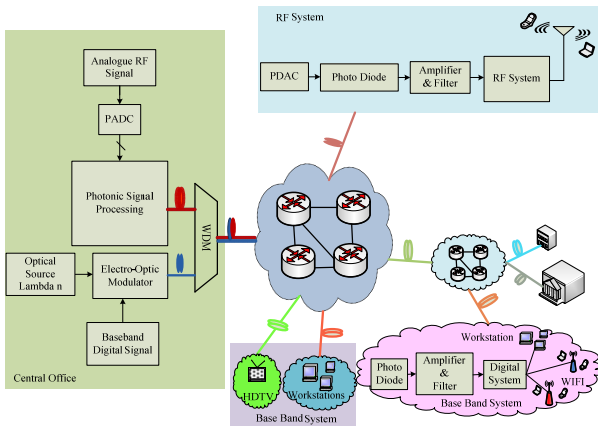 RF System
PDAC
Photo Diode
Amplifier
& Filter
RF System
Analogue RF
Signal
PADC
Photonic Signal
Processing
WDM
Optical
Source
Lambda n
Electro-Optic
Modulator
Baseband
Digital Signal
Central Office
HDTV
Workstations
Base Band System
Workstation
Photo
Diode
Amplifier
&
Filter
Digital
System
WIFI
Base Band System